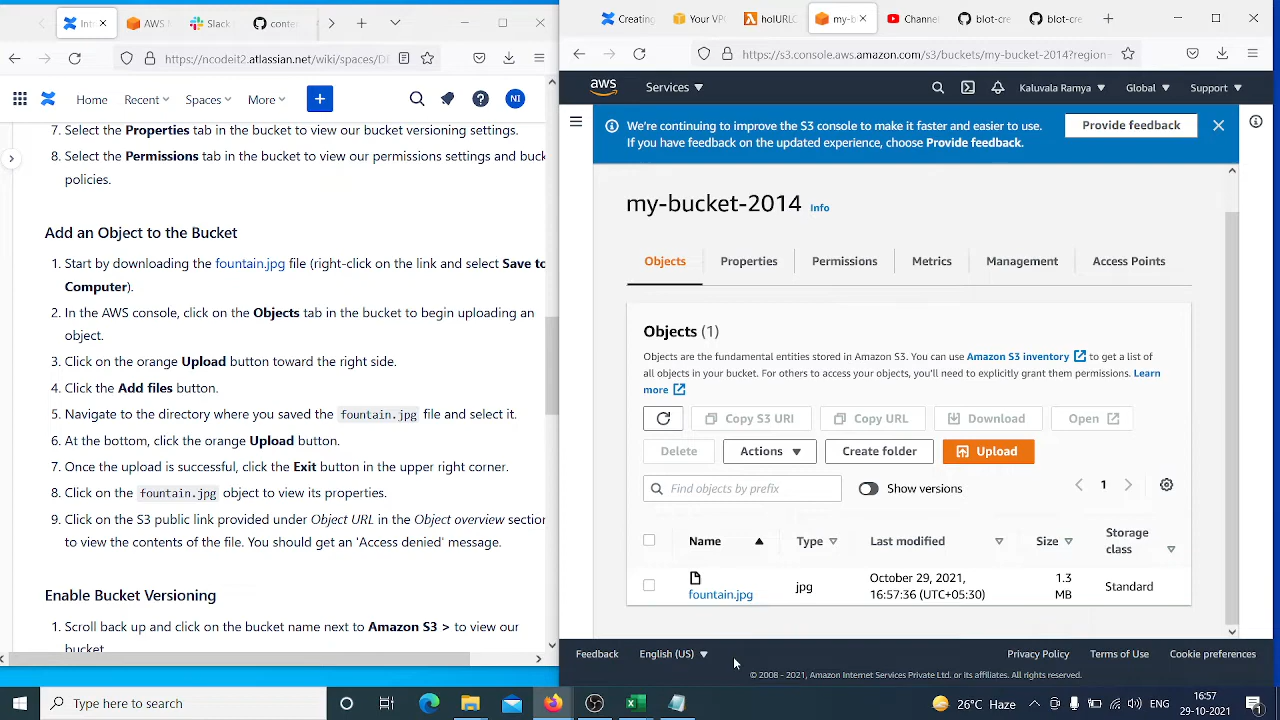 Int
AWS
Slack
conter
https://ncodeit2.atlassian.net/wiki/spaces/DE
Home
Recent
Spaces
More
NI
7. Select the Properties tab in the bucket to view our bucket versioning settings.
8. Select the Permissions tab in the bucket to view our permissions settings and buck
policies.
Add an Object to the Bucket
1. Start by downloading the fountain.jpg file (right-click on the link and select Save to
Computer).
2. In the AWS console, click on the Objects tab in the bucket to begin uploading an
object.
3. Click on the orange Upload button toward the right side.
4. Click the Add files button.
5. Navigate to the directory where you saved the fountain.jpg file and select it.
6. At the bottom, click the orange Upload button.
7. Once the upload is successful, click the Exit button in the upper right corner.
8. Click on the fountain.jpg object to view its properties.
9. Click on the S3 public link provided under Object URL in the Object overview section
to view the contents of the file. You should get an 'Access denied' message.
Enable Bucket Versioning
1. Scroll back up and click on the bucket name next to Amazon S3 > to view our
bucket
Creating
Your VPC
holURLO
my-b
Channel
blot-cre
blot-cre
https://s3.console.aws.amazon.com/s3/buckets/my-bucket-2014?region=
aws
Services
Kaluvala Ramya
Global
Support
We're continuing to improve the S3 console to make it faster and easier to use.
If you have feedback on the updated experience, choose Provide feedback.
Provide feedback
my-bucket-2014 Info
Objects
Properties
Permissions
Metrics
Management
Access Points
Objects (1)
Objects are the fundamental entities stored in Amazon S3. You can use Amazon S3 inventory to get a list of
all objects in your bucket. For others to access your objects, you'll need to explicitly grant them permissions. Learn
more
Copy S3 URI
Copy URL
Download
Open
Delete
Actions
Create folder
Upload
Find objects by prefix
Show versions
1
Name
Type
Last modified
Size
Storage
class
fountain.jpg
jpg
October 29, 2021,
16:57:36 (UTC+05:30)
1.3
MB
Standard
Feedback
English (US)
Privacy Policy
Terms of Use
Cookie preferences
© 2008 - 2021, Amazon Internet Services Private Ltd. or its affiliates. All rights reserved.
Type here to search
26°C Haze
16:57
29-10-2021